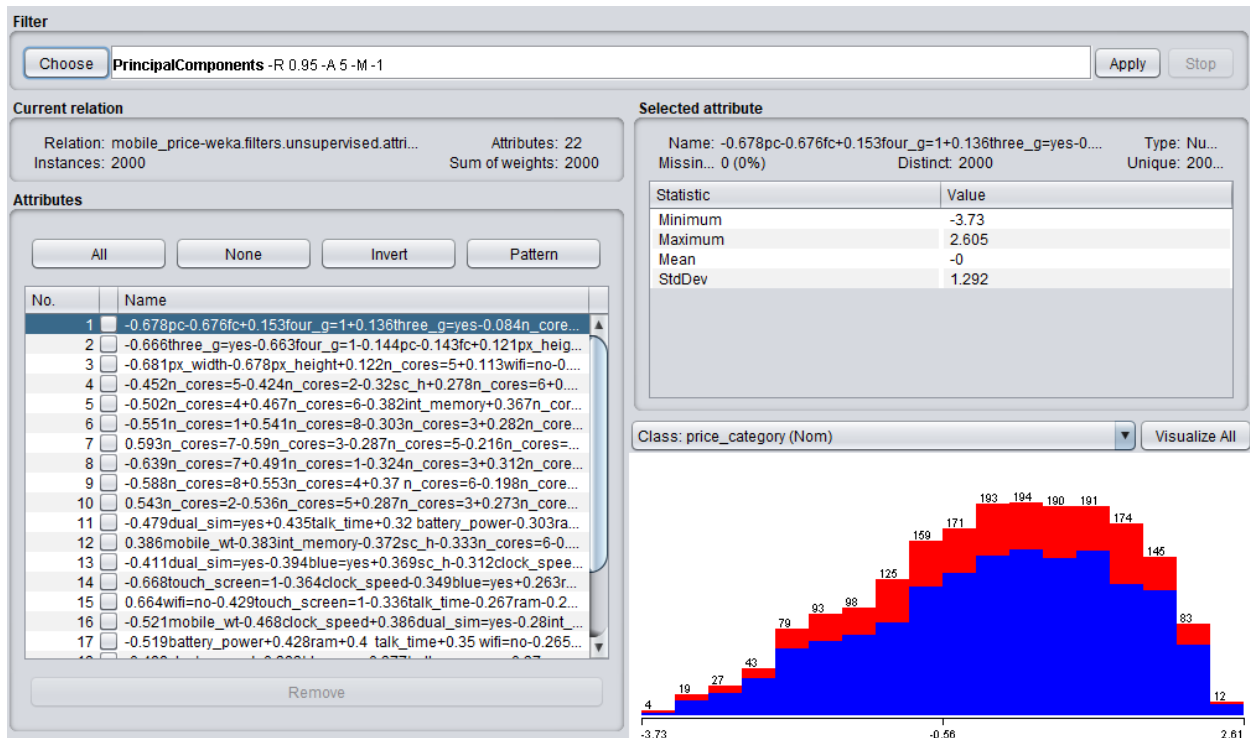 Filter
Choose PrincipalComponents -R 0.95 -A 5 -M -1 Apply Stop
Current relation
Relation: mobile_price-weka.filters.unsupervised.attri... Attributes: 22
Instances: 2000 Sum of weights: 2000
Attributes
All None Invert Pattern
No. Name
1 -0.678pc-0.676fc+0.153four_g=1+0.136three_g=yes-0.084n_core...
2 -0.666three_g=yes-0.663four_g=1-0.144pc-0.143fc+0.121px_heig...
3 -0.681px_width-0.678px_height+0.122n_cores=5+0.113wifi=no-0....
4 -0.452n_cores=5-0.424n_cores=2-0.32sc_h+0.278n_cores=6+0....
5 -0.502n_cores=4+0.467n_cores=6-0.382int_memory+0.367n_cor...
6 -0.551n_cores=1+0.541n_cores=8-0.303n_cores=3+0.282n_core...
7 0.593n_cores=7-0.59n_cores=3-0.287n_cores=5-0.216n_cores=...
8 -0.639n_cores=7+0.491n_cores=1-0.324n_cores=3+0.312n_core...
9 -0.588n_cores=8+0.553n_cores=4+0.37 n_cores=6-0.198n_core...
10 0.543n_cores=2-0.536n_cores=5+0.287n_cores=3+0.273n_core...
11 -0.479dual_sim=yes+0.435talk_time+0.32 battery_power-0.303ra...
12 0.386mobile_wt-0.383int_memory-0.372sc_h-0.333n_cores=6-0....
13 -0.411dual_sim=yes-0.394blue=yes+0.369sc_h-0.312clock_spee...
14 -0.668touch_screen=1-0.364clock_speed-0.349blue=yes+0.263r...
15 0.664wifi=no-0.429touch_screen=1-0.336talk_time-0.267ram-0.2...
16 -0.521mobile_wt-0.468clock_speed+0.386dual_sim=yes-0.28int_...
17 -0.519battery_power+0.428ram+0.4 talk_time+0.35 wifi=no-0.265...
Remove
Selected attribute
Name: -0.678pc-0.676fc+0.153four_g=1+0.136three_g=yes-0.... Type: Nu...
Missin... 0 (0%) Distinct: 2000 Unique: 200...
Statistic Value
Minimum -3.73
Maximum 2.605
Mean -0
StdDev 1.292
Class: price_category (Nom) Visualize All
4 19 27 43 79 93 98 125 159 171 193 194 190 191 174 145 83 12
-3.73 -0.56 2.61